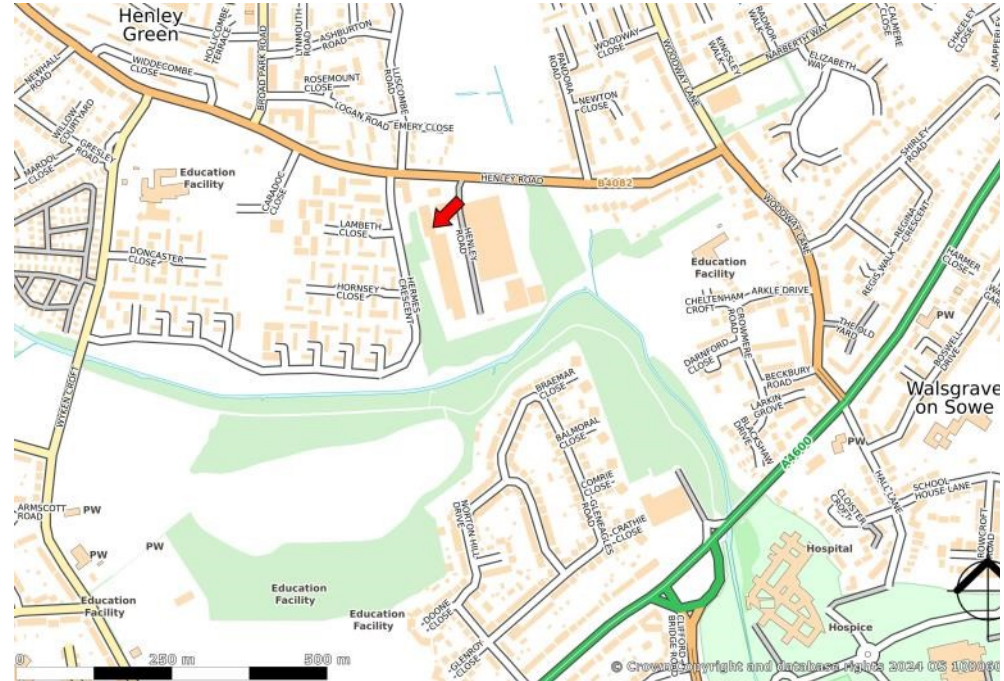 Henley
Green
HOLLICOMBE
TERRACE
LYNMOUTH
ROAD
ASHBURTON
ROAD
NEWHALL
ROAD
WIDDECOMBE
CLOSE
BROAD PARK ROAD
ROSEMOUNT
CLOSE
LUSCOMBE
ROAD
LOGAN ROAD
EMERY CLOSE
WOODWAY
CLOSE
PANDORA
ROAD
NEWTON
CLOSE
WOODWAY LANE
RADNOR
WALK
KINGSLEY
WALK
NARBERTH WAY
ELIZABETH
WAY
CALMERE
CLOSE
CHACELEY
CLOSE
WILLOW
COURTYARD
GRESLEY
ROAD
MARDOL
CLOSE
Education
Facility
CARADOC
CLOSE
HENLEY ROAD
B4082
SHIRLEY
ROAD
LAMBETH
CLOSE
HENLEY
ROAD
WOODWAY LANE
REGINA
CRESCENT
REGIS WALK
DONCASTER
CLOSE
HORNSEY
CLOSE
HERMES
CRESCENT
Education
Facility
HARMER
CLOSE
CHELTENHAM
CROFT
ARKLE DRIVE
CROWMERE
ROAD
THE OLD
YARD
PW
BOSWELL
DRIVE
DARNFORD
CLOSE
BECKBURY
ROAD
WYKEN CROFT
BRAEMAR
CLOSE
LARKIN
GROVE
Walsgrave
on Sowe
BALMORAL
CLOSE
BLACKSHAW
DRIVE
A4600
PW
COMRIE
CLOSE
HALL LANE
SCHOOL
HOUSE LANE
ARMSCOTT
ROAD
PW
NORTON HILL
DRIVE
GLENEAGLES
ROAD
CRATHIE
CLOSE
CLOISTER
CROFT
ROWCROFT
ROAD
PW
PW
Hospital
Education
Facility
Education
Facility
Education
Facility
DOONE
CLOSE
Hospice
GLENROY
CLOSE
CLIFFORD
BRIDGE ROAD
0
250 m
500 m
© Crown copyright and database rights 2024 OS